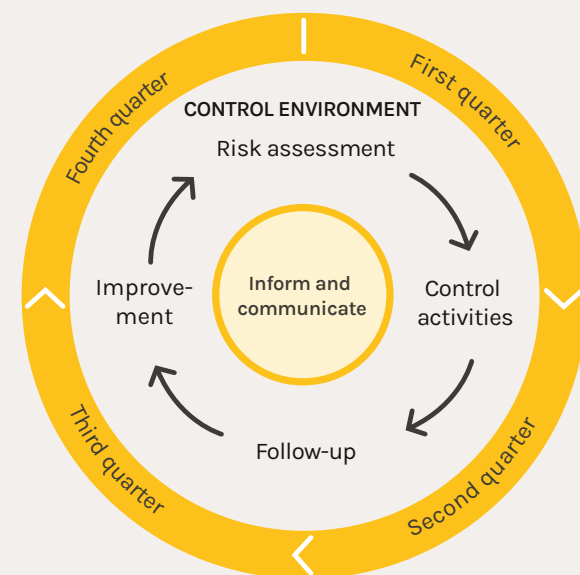 First quarter
Fourth quarter
CONTROL ENVIRONMENT
Risk assessment
Inform and
communicate
Improve-
ment
Control
activities
Follow-up
Third quarter
Second quarter